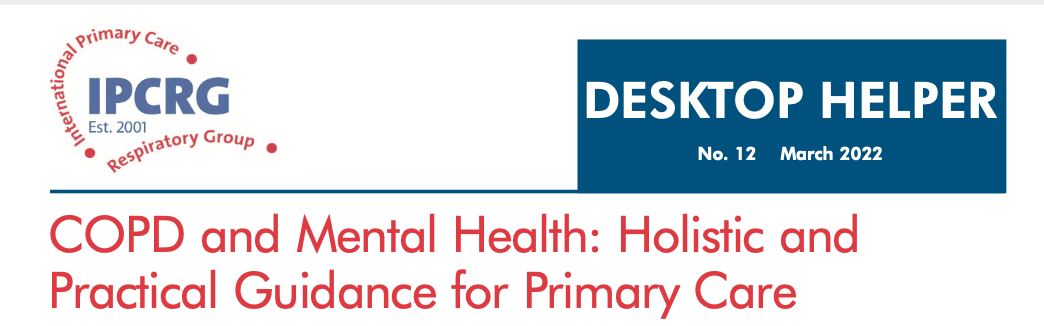 International Primary Care
IPCRG
Est. 2001
Respiratory Group
DESKTOP HELPER
No. 12 March 2022
COPD and Mental Health: Holistic and
Practical Guidance for Primary Care